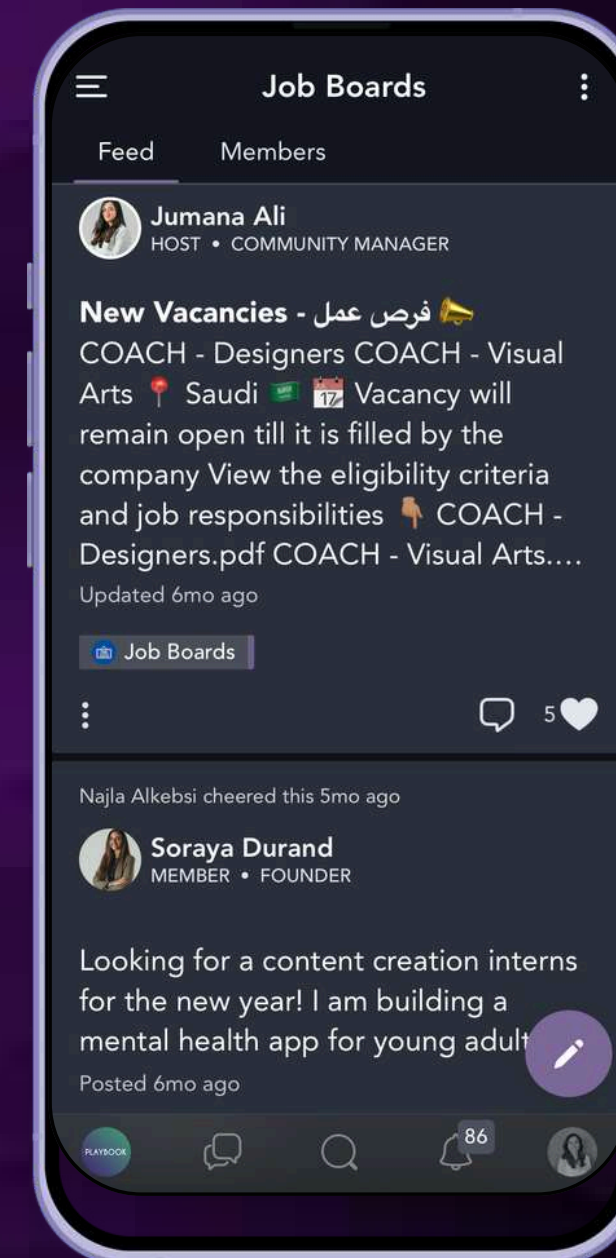 Job Boards
Feed
Members
Jumana Ali
HOST • COMMUNITY MANAGER
New Vacancies - فرص عمل 📣
COACH - Designers COACH - Visual
Arts 📍 Saudi 🇸🇦 📆 Vacancy will
remain open till it is filled by the
company View the eligibility criteria
and job responsibilities 👇🏽 COACH -
Designers.pdf COACH - Visual Arts....
Updated 6mo ago
Job Boards
5
Najla Alkebsi cheered this 5mo ago
Soraya Durand
MEMBER • FOUNDER
Looking for a content creation interns
for the new year! I am building a
mental health app for young adult
Posted 6mo ago
PLAYBOOK
86